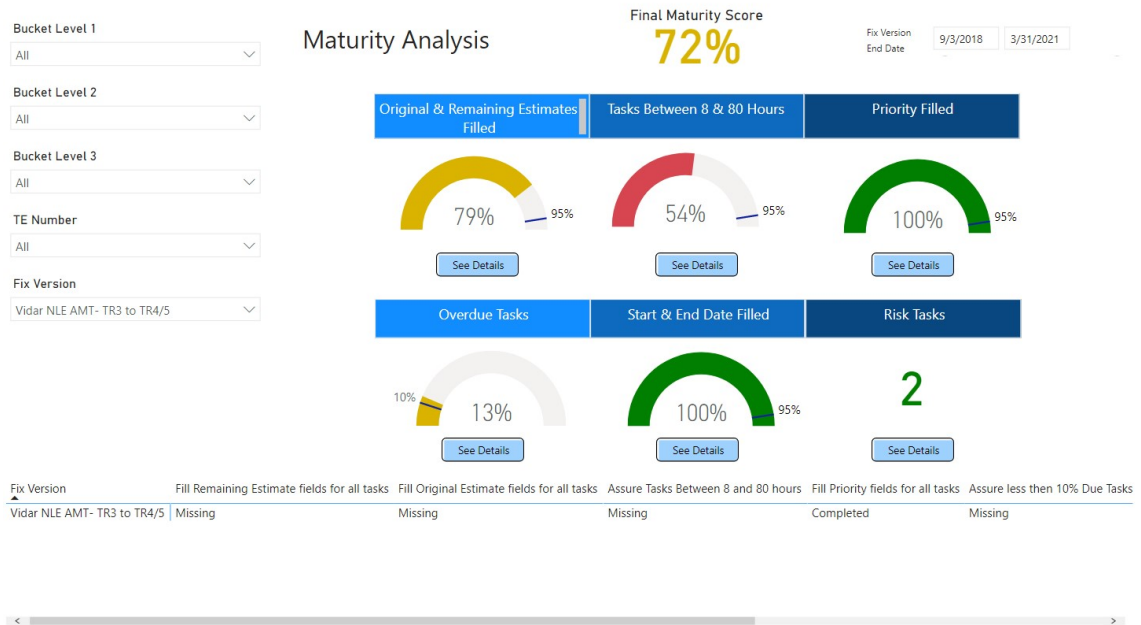 Bucket Level 1
All
Bucket Level 2
All
Bucket Level 3
All
TE Number
All
Fix Version
Vidar NLE AMT- TR3 to TR4/5
Maturity Analysis
Final Maturity Score
72%
Fix Version
End Date
9/3/2018
3/31/2021
Original & Remaining Estimates
Filled
Tasks Between 8 & 80 Hours
Priority Filled
79%
95%
54%
95%
100%
95%
See Details
See Details
See Details
Overdue Tasks
Start & End Date Filled
Risk Tasks
10%
13%
100%
95%
2
See Details
See Details
See Details
Fix Version Fill Remaining Estimate fields for all tasks Fill Original Estimate fields for all tasks Assure Tasks Between 8 and 80 hours Fill Priority fields for all tasks Assure less then 10% Due Tasks
Vidar NLE AMT- TR3 to TR4/5 Missing Missing Missing Completed Missing